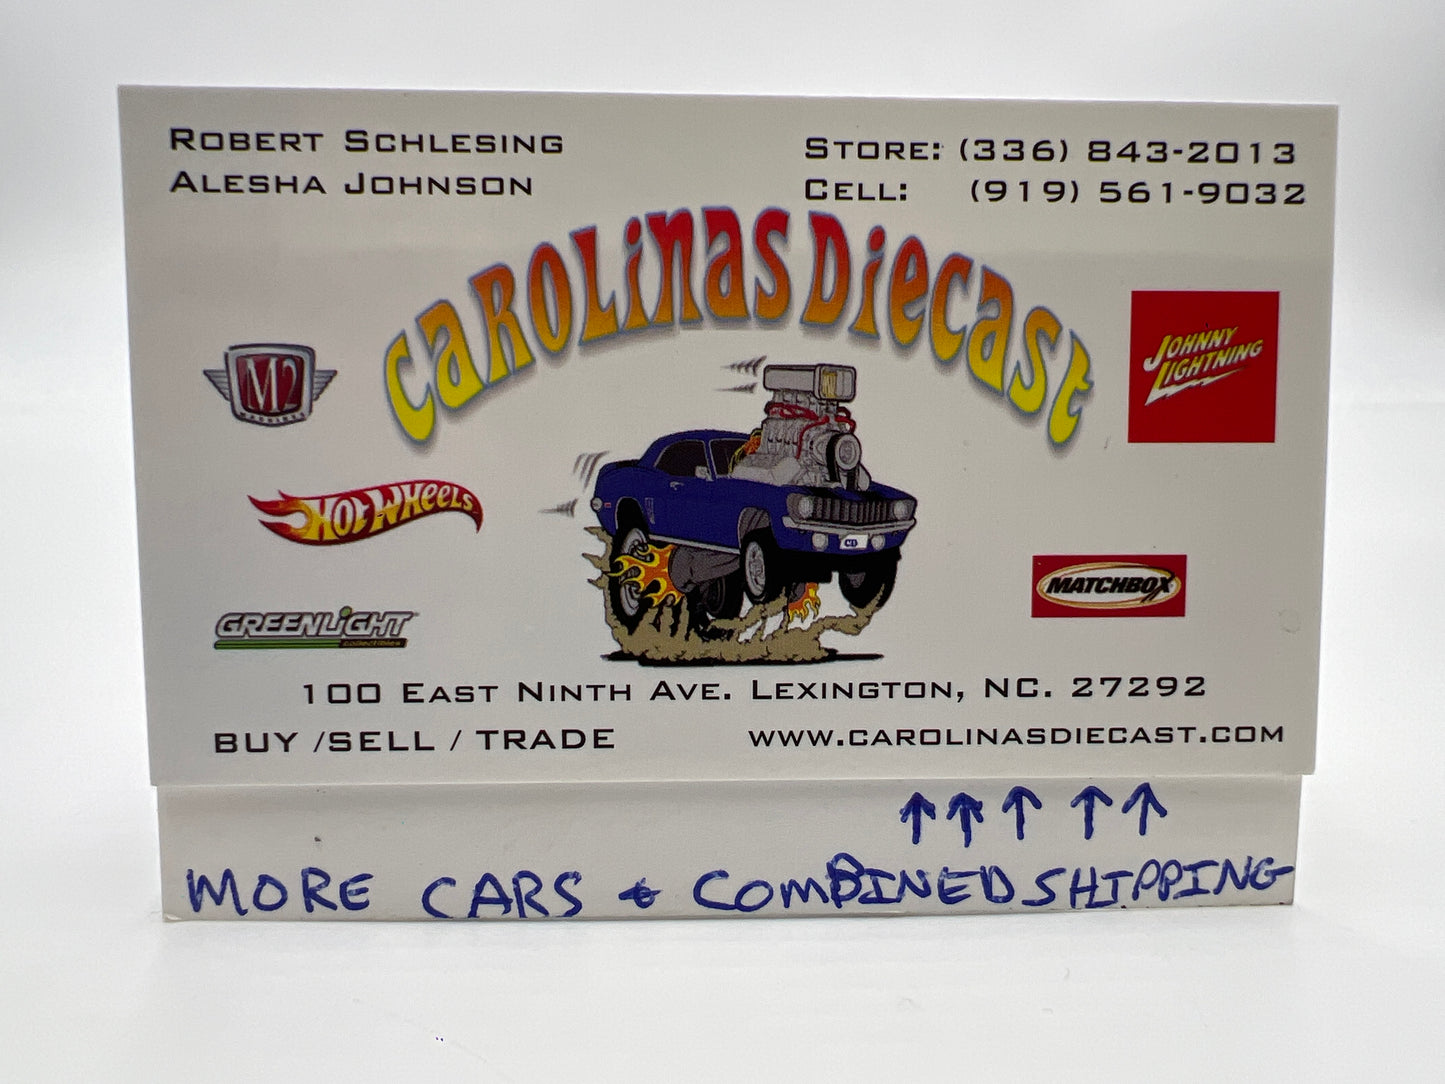 ROBERT SCHLESING
ALESHA JOHNSON
STORE: (336) 843-2013
CELL: (919) 561-9032
CAROLINAS DIECAST
M2
MACHINES
JOHNNY
LIGHTNING
HOT WHEELS
MATCHBOX
GREENLIGHT
COLLECTIBLES
100 EAST NINTH AVE. LEXINGTON, NC. 27292
BUY /SELL / TRADE
WWW.CAROLINASDIECAST.COM
↑ ↑ ↑ ↑ ↑
MORE CARS & COMBINED SHIPPING